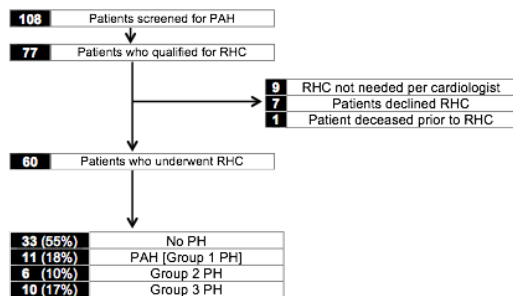 108 Patients screened for PAH
77 Patients who qualified for RHC
9 RHC not needed per cardiologist
7 Patients declined RHC
1 Patient deceased prior to RHC
60 Patients who underwent RHC
33 (55%) No PH
11 (18%) PAH [Group 1 PH]
6 (10%) Group 2 PH
10 (17%) Group 3 PH